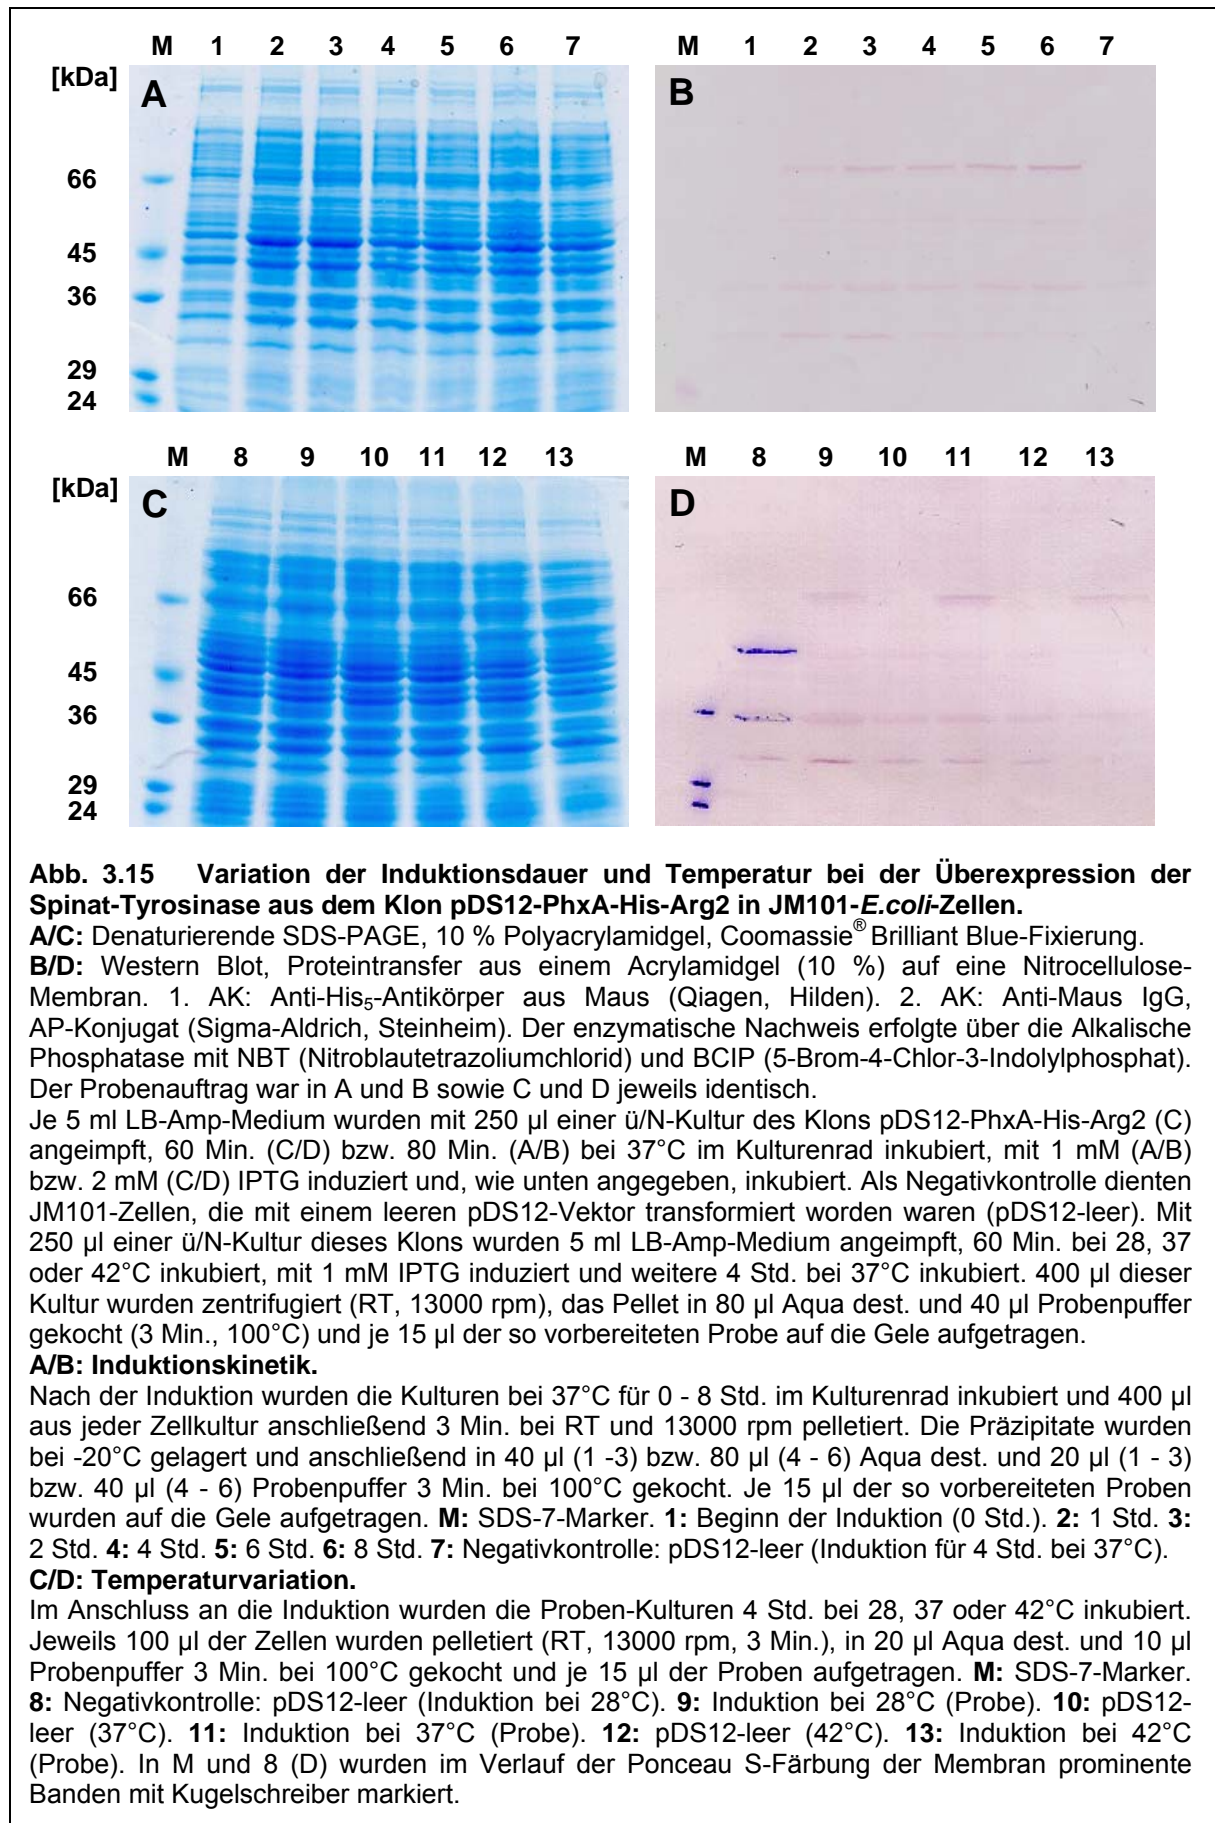 M 1 2 3 4 5 6 7 M 1 2 3 4 5 6 7
[kDa] A B
66
45
36
29
24
M 8 9 10 11 12 13 M 8 9 10 11 12 13
[kDa] C D
66
45
36
29
24
Abb. 3.15 Variation der Induktionsdauer und Temperatur bei der Überexpression der
Spinat-Tyrosinase aus dem Klon pDS12-PhxA-His-Arg2 in JM101-E.coli-Zellen.
A/C: Denaturierende SDS-PAGE, 10 % Polyacrylamidgel, Coomassie® Brilliant Blue-Fixierung.
B/D: Western Blot, Proteintransfer aus einem Acrylamidgel (10 %) auf eine Nitrocellulose-
Membran. 1. AK: Anti-His₅-Antikörper aus Maus (Qiagen, Hilden). 2. AK: Anti-Maus IgG,
AP-Konjugat (Sigma-Aldrich, Steinheim). Der enzymatische Nachweis erfolgte über die Alkalische
Phosphatase mit NBT (Nitroblautetrazoliumchlorid) und BCIP (5-Brom-4-Chlor-3-Indolylphosphat).
Der Probenauftrag war in A und B sowie C und D jeweils identisch.
Je 5 ml LB-Amp-Medium wurden mit 250 µl einer ü/N-Kultur des Klons pDS12-PhxA-His-Arg2 (C)
angeimpft, 60 Min. (C/D) bzw. 80 Min. (A/B) bei 37°C im Kulturenrad inkubiert, mit 1 mM (A/B)
bzw. 2 mM (C/D) IPTG induziert und, wie unten angegeben, inkubiert. Als Negativkontrolle dienten
JM101-Zellen, die mit einem leeren pDS12-Vektor transformiert worden waren (pDS12-leer). Mit
250 µl einer ü/N-Kultur dieses Klons wurden 5 ml LB-Amp-Medium angeimpft, 60 Min. bei 28, 37
oder 42°C inkubiert, mit 1 mM IPTG induziert und weitere 4 Std. bei 37°C inkubiert. 400 µl dieser
Kultur wurden zentrifugiert (RT, 13000 rpm), das Pellet in 80 µl Aqua dest. und 40 µl Probenpuffer
gekocht (3 Min., 100°C) und je 15 µl der so vorbereiteten Probe auf die Gele aufgetragen.
A/B: Induktionskinetik.
Nach der Induktion wurden die Kulturen bei 37°C für 0 - 8 Std. im Kulturenrad inkubiert und 400 µl
aus jeder Zellkultur anschließend 3 Min. bei RT und 13000 rpm pelletiert. Die Präzipitate wurden
bei -20°C gelagert und anschließend in 40 µl (1 -3) bzw. 80 µl (4 - 6) Aqua dest. und 20 µl (1 - 3)
bzw. 40 µl (4 - 6) Probenpuffer 3 Min. bei 100°C gekocht. Je 15 µl der so vorbereiteten Proben
wurden auf die Gele aufgetragen. M: SDS-7-Marker. 1: Beginn der Induktion (0 Std.). 2: 1 Std. 3:
2 Std. 4: 4 Std. 5: 6 Std. 6: 8 Std. 7: Negativkontrolle: pDS12-leer (Induktion für 4 Std. bei 37°C).
C/D: Temperaturvariation.
Im Anschluss an die Induktion wurden die Proben-Kulturen 4 Std. bei 28, 37 oder 42°C inkubiert.
Jeweils 100 µl der Zellen wurden pelletiert (RT, 13000 rpm, 3 Min.), in 20 µl Aqua dest. und 10 µl
Probenpuffer 3 Min. bei 100°C gekocht und je 15 µl der Proben aufgetragen. M: SDS-7-Marker.
8: Negativkontrolle: pDS12-leer (Induktion bei 28°C). 9: Induktion bei 28°C (Probe). 10: pDS12-
leer (37°C). 11: Induktion bei 37°C (Probe). 12: pDS12-leer (42°C). 13: Induktion bei 42°C
(Probe). In M und 8 (D) wurden im Verlauf der Ponceau S-Färbung der Membran prominente
Banden mit Kugelschreiber markiert.